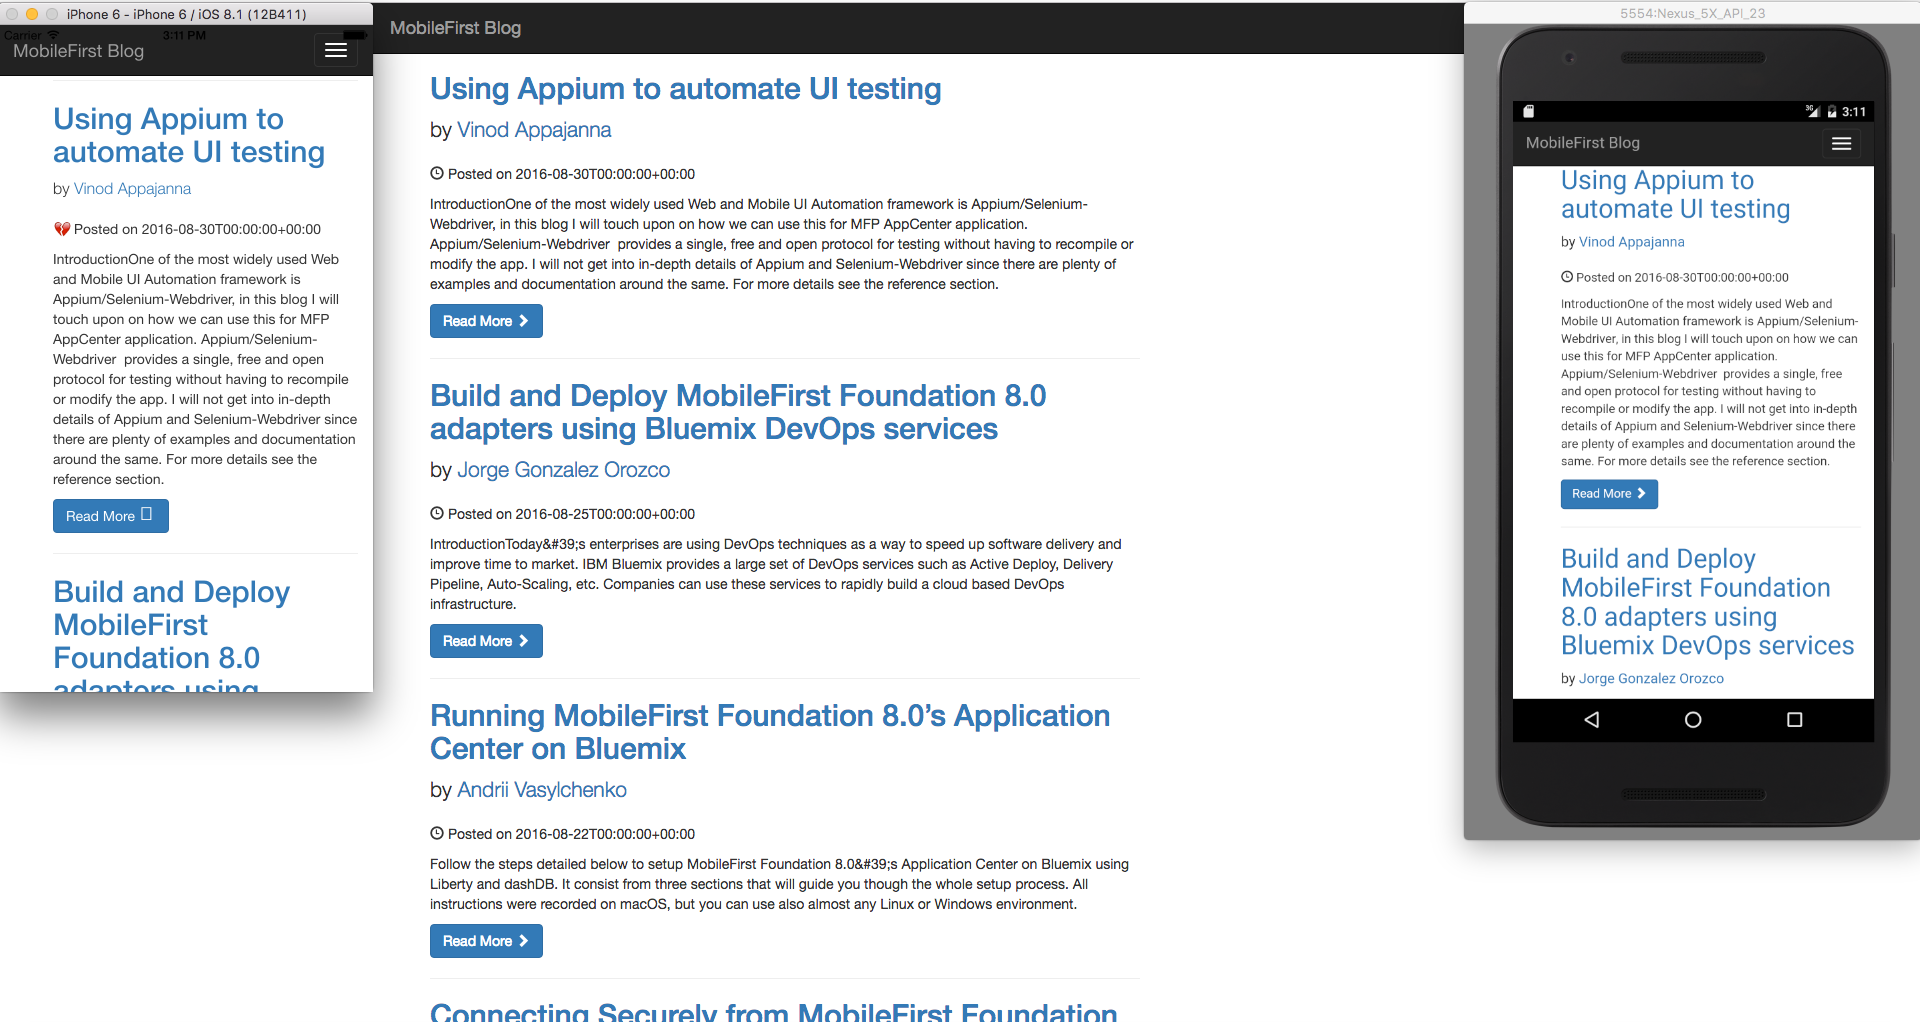 iPhone 6 - iPhone 6 / iOS 8.1 (12B411)
Carrier 3:11 PM
MobileFirst Blog
Using Appium to
automate UI testing
by Vinod Appajanna
💔 Posted on 2016-08-30T00:00:00+00:00
IntroductionOne of the most widely used Web
and Mobile UI Automation framework is
Appium/Selenium-Webdriver, in this blog I will
touch upon on how we can use this for MFP
AppCenter application. Appium/Selenium-
Webdriver  provides a single, free and open
protocol for testing without having to recompile
or modify the app. I will not get into in-depth
details of Appium and Selenium-Webdriver since
there are plenty of examples and documentation
around the same. For more details see the
reference section.
Read More
Build and Deploy
MobileFirst
Foundation 8.0
adapters using
MobileFirst Blog
Using Appium to automate UI testing
by Vinod Appajanna
Posted on 2016-08-30T00:00:00+00:00
IntroductionOne of the most widely used Web and Mobile UI Automation framework is Appium/Selenium-
Webdriver, in this blog I will touch upon on how we can use this for MFP AppCenter application.
Appium/Selenium-Webdriver  provides a single, free and open protocol for testing without having to recompile or
modify the app. I will not get into in-depth details of Appium and Selenium-Webdriver since there are plenty of
examples and documentation around the same. For more details see the reference section.
Read More
Build and Deploy MobileFirst Foundation 8.0
adapters using Bluemix DevOps services
by Jorge Gonzalez Orozco
Posted on 2016-08-25T00:00:00+00:00
IntroductionToday&#39;s enterprises are using DevOps techniques as a way to speed up software delivery and
improve time to market. IBM Bluemix provides a large set of DevOps services such as Active Deploy, Delivery
Pipeline, Auto-Scaling, etc. Companies can use these services to rapidly build a cloud based DevOps
infrastructure.
Read More
Running MobileFirst Foundation 8.0’s Application
Center on Bluemix
by Andrii Vasylchenko
Posted on 2016-08-22T00:00:00+00:00
Follow the steps detailed below to setup MobileFirst Foundation 8.0&#39;s Application Center on Bluemix using
Liberty and dashDB. It consist from three sections that will guide you though the whole setup process. All
instructions were recorded on macOS, but you can use also almost any Linux or Windows environment.
Read More
Connecting Securely from MobileFirst Foundation
5554:Nexus_5X_API_23
3G 3:11
MobileFirst Blog
Using Appium to
automate UI testing
by Vinod Appajanna
Posted on 2016-08-30T00:00:00+00:00
IntroductionOne of the most widely used Web and
Mobile UI Automation framework is Appium/Selenium-
Webdriver, in this blog I will touch upon on how we can
use this for MFP AppCenter application.
Appium/Selenium-Webdriver  provides a single, free
and open protocol for testing without having to
recompile or modify the app. I will not get into in-depth
details of Appium and Selenium-Webdriver since there
are plenty of examples and documentation around the
same. For more details see the reference section.
Read More
Build and Deploy
MobileFirst Foundation
8.0 adapters using
Bluemix DevOps services
by Jorge Gonzalez Orozco